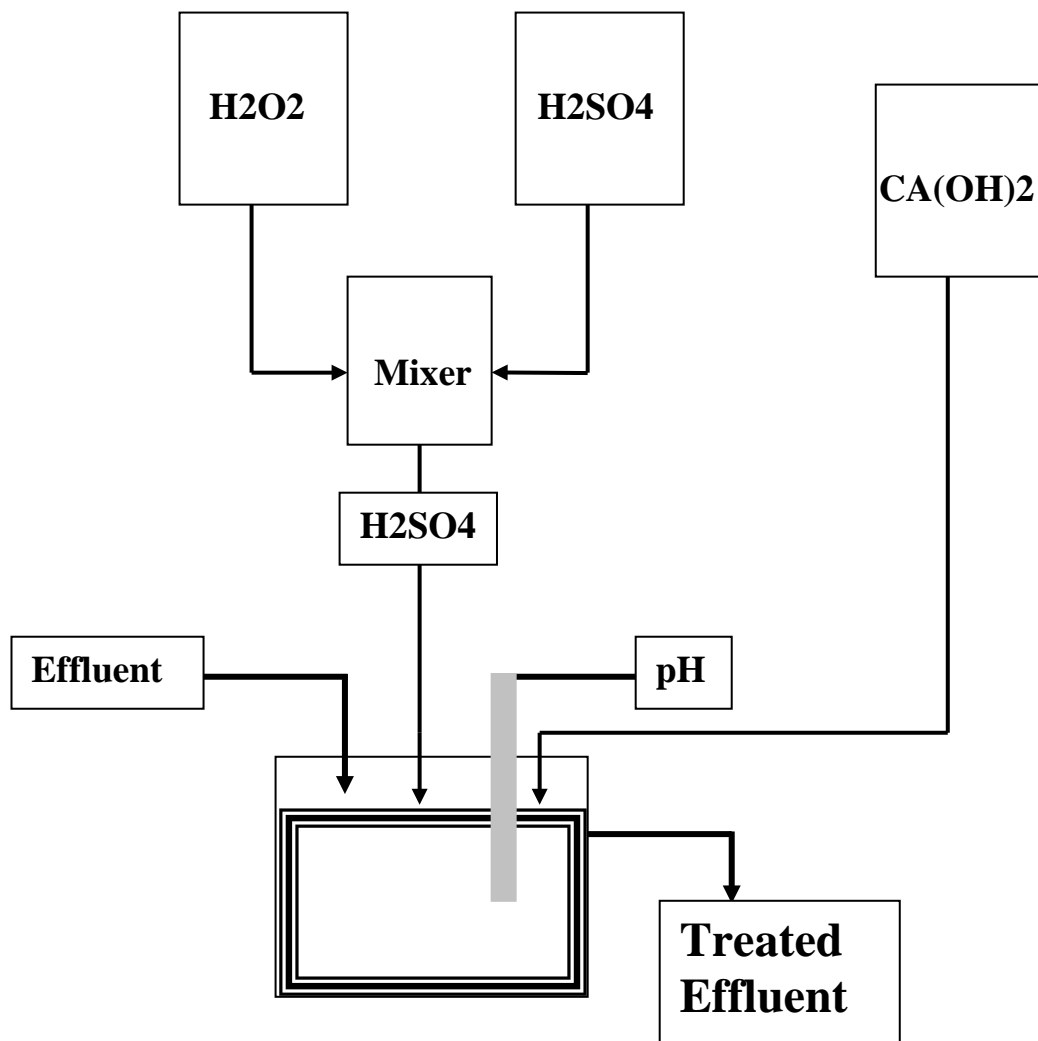 H2O2
H2SO4
CA(OH)2
Mixer
H2SO4
Effluent
pH
Treated
Effluent